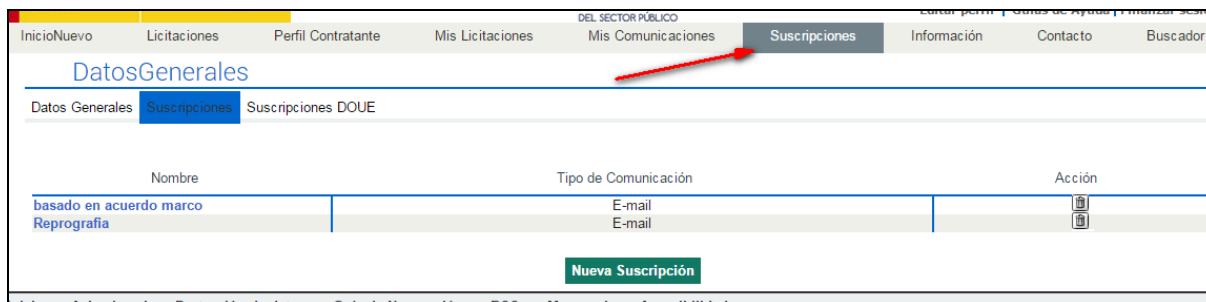 DEL SECTOR PÚBLICO
InicioNuevo Licitaciones Perfil Contratante Mis Licitaciones Mis Comunicaciones Suscripciones Información Contacto Buscador
DatosGenerales
Datos Generales Suscripciones Suscripciones DOUE
Nombre Tipo de Comunicación Acción
basado en acuerdo marco E-mail
Reprografia E-mail
Nueva Suscripción